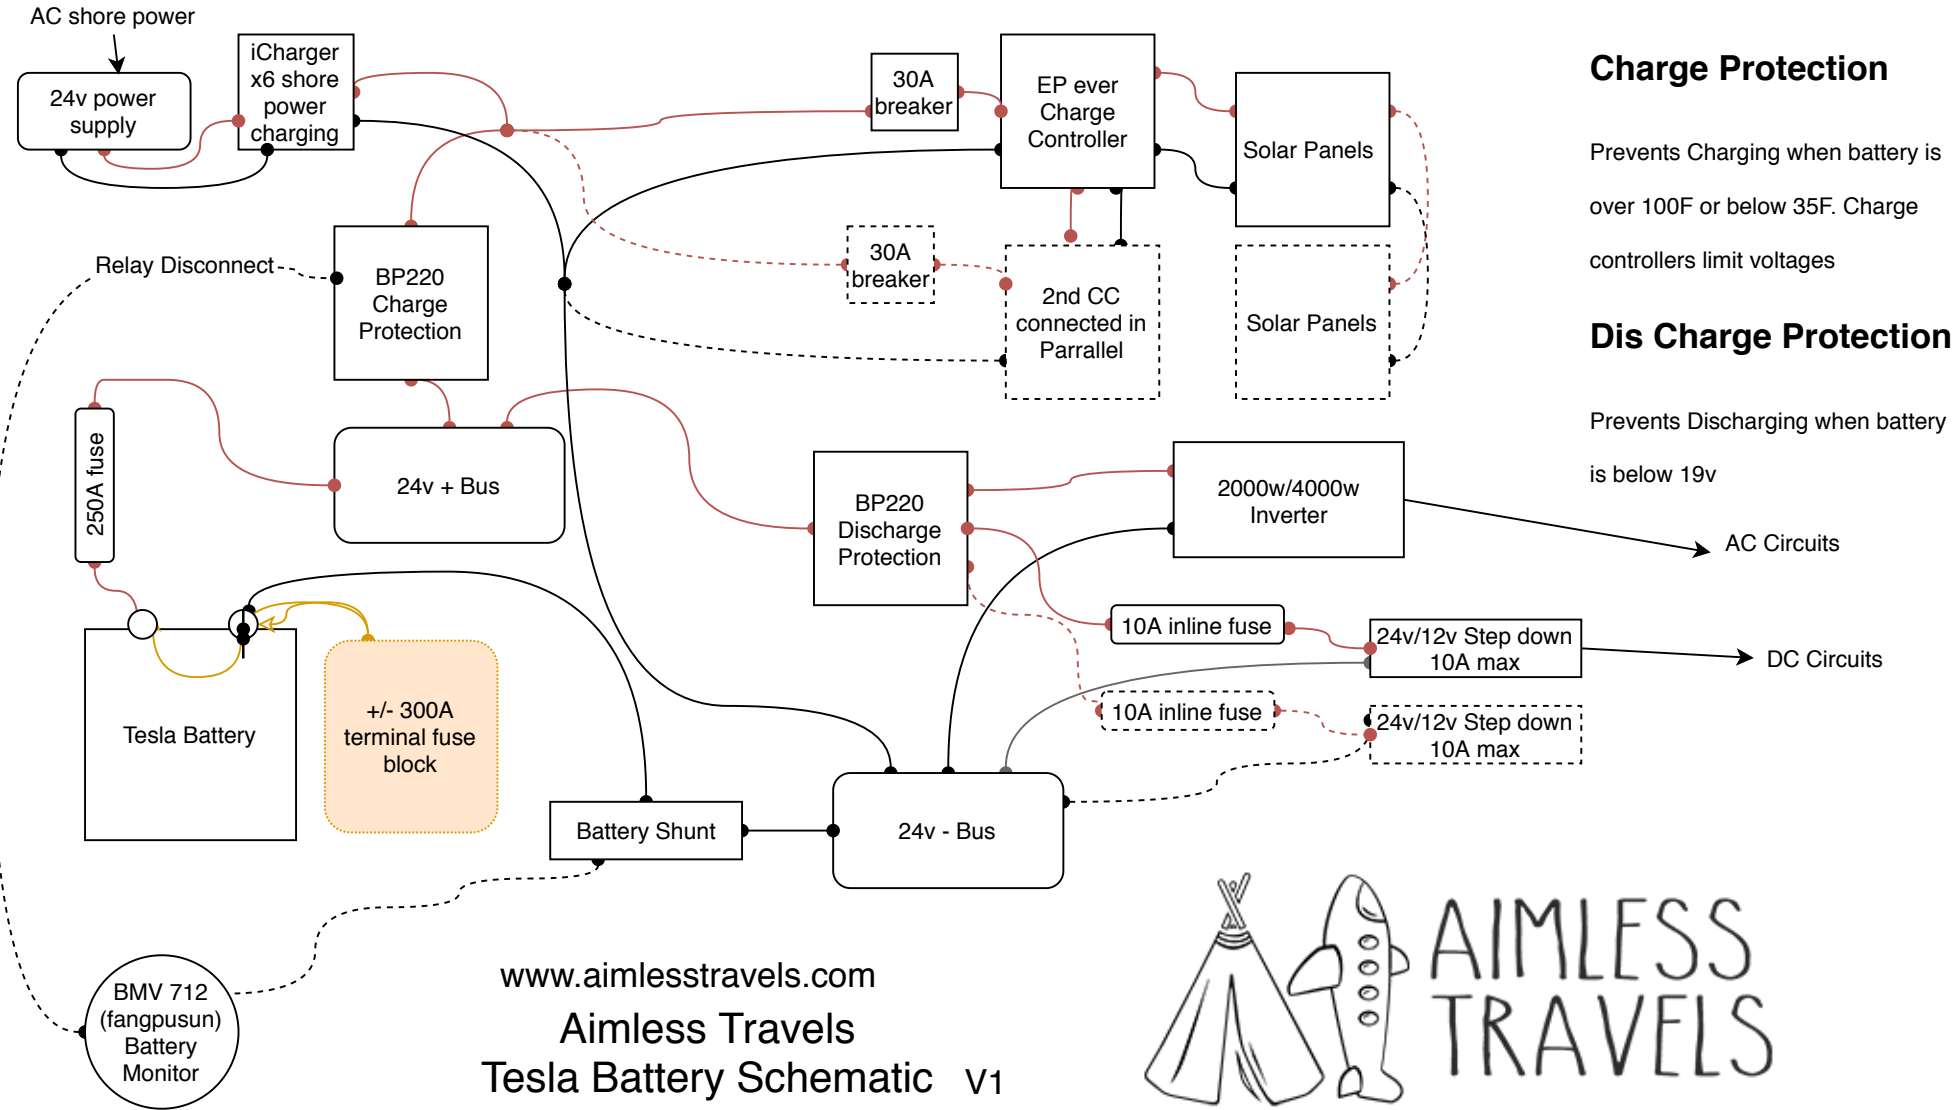 AC shore power
24v power
supply
iCharger
x6 shore
power
charging
30A
breaker
EP ever
Charge
Controller
Solar Panels
Charge Protection
Prevents Charging when battery is
over 100F or below 35F. Charge
controllers limit voltages
Relay Disconnect
BP220
Charge
Protection
30A
breaker
2nd CC
connected in
Parrallel
Solar Panels
Dis Charge Protection
Prevents Discharging when battery
is below 19v
250A fuse
24v + Bus
BP220
Discharge
Protection
2000w/4000w
Inverter
AC Circuits
10A inline fuse
24v/12v Step down
10A max
DC Circuits
10A inline fuse
24v/12v Step down
10A max
Tesla Battery
+/- 300A
terminal fuse
block
Battery Shunt
24v - Bus
BMV 712
(fangpusun)
Battery
Monitor
www.aimlesstravels.com
Aimless Travels
Tesla Battery Schematic V1
AIMLESS
TRAVELS